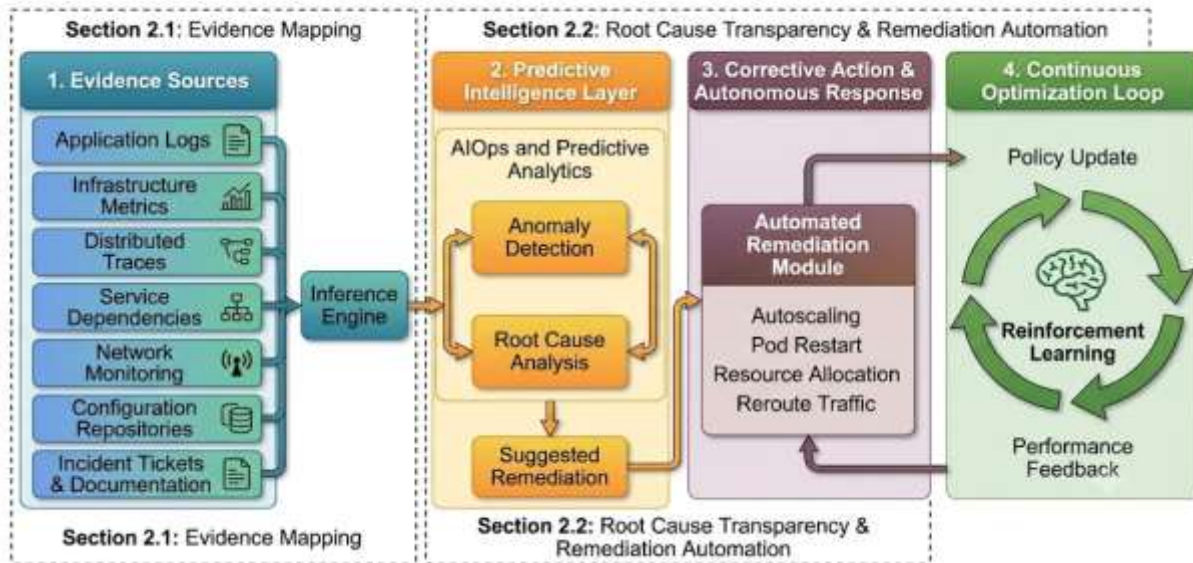 Section 2.1: Evidence Mapping
1. Evidence Sources
Application Logs
Infrastructure
Metrics
Distributed
Traces
Service
Dependencies
Network
Monitoring
Configuration
Repositories
Incident Tickets
& Documentation
Inference
Engine
Section 2.1: Evidence Mapping
Section 2.2: Root Cause Transparency & Remediation Automation
2. Predictive
Intelligence Layer
AIOps and Predictive
Analytics
Anomaly
Detection
Root Cause
Analysis
Suggested
Remediation
3. Corrective Action &
Autonomous Response
Automated
Remediation
Module
Autoscaling
Pod Restart
Resource Allocation
Reroute Traffic
4. Continuous
Optimization Loop
Policy Update
Reinforcement
Learning
Performance
Feedback
Section 2.2: Root Cause Transparency &
Remediation Automation